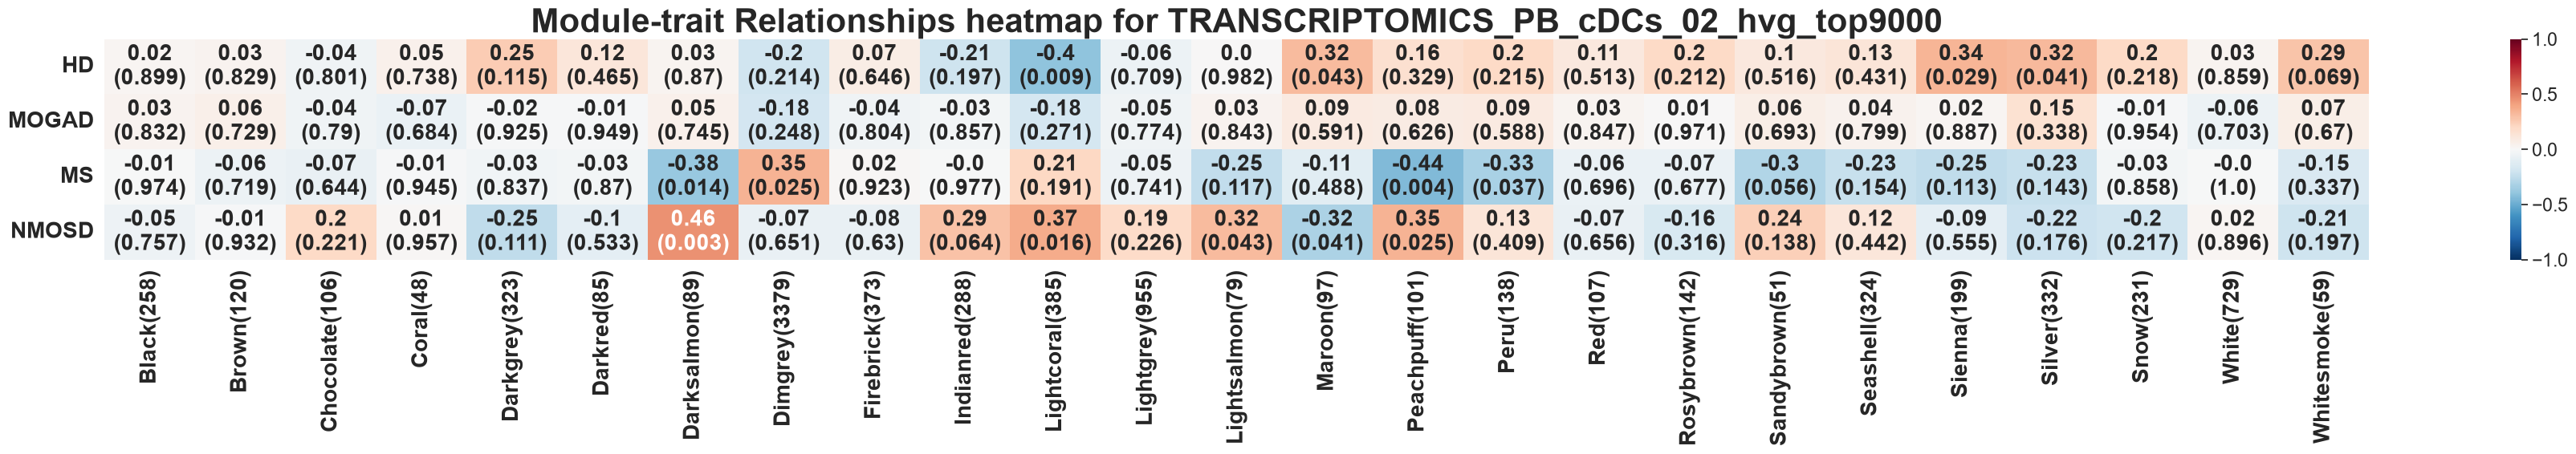 Module-trait Relationships heatmap for TRANSCRIPTOMICS_PB_cDCs_02_hvg_top9000
HD 0.02 0.03 -0.04 0.05 0.25 0.12 0.03 -0.2 0.07 -0.21 -0.4 -0.06 0.0 0.32 0.16 0.2 0.11 0.2 0.1 0.13 0.34 0.32 0.2 0.03 0.29
(0.899) (0.829) (0.801) (0.738) (0.115) (0.465) (0.87) (0.214) (0.646) (0.197) (0.009) (0.709) (0.982) (0.043) (0.329) (0.215) (0.513) (0.212) (0.516) (0.431) (0.029) (0.041) (0.218) (0.859) (0.069)
MOGAD 0.03 0.06 -0.04 -0.07 -0.02 -0.01 0.05 -0.18 -0.04 -0.03 -0.18 -0.05 0.03 0.09 0.08 0.09 0.03 0.01 0.06 0.04 0.02 0.15 -0.01 -0.06 0.07
(0.832) (0.729) (0.79) (0.684) (0.925) (0.949) (0.745) (0.248) (0.804) (0.857) (0.271) (0.774) (0.843) (0.591) (0.626) (0.588) (0.847) (0.971) (0.693) (0.799) (0.887) (0.338) (0.954) (0.703) (0.67)
MS -0.01 -0.06 -0.07 -0.01 -0.03 -0.03 -0.38 0.35 0.02 -0.0 0.21 -0.05 -0.25 -0.11 -0.44 -0.33 -0.06 -0.07 -0.3 -0.23 -0.25 -0.23 -0.03 -0.0 -0.15
(0.974) (0.719) (0.644) (0.945) (0.837) (0.87) (0.014) (0.025) (0.923) (0.977) (0.191) (0.741) (0.117) (0.488) (0.004) (0.037) (0.696) (0.677) (0.056) (0.154) (0.113) (0.143) (0.858) (1.0) (0.337)
NMOSD -0.05 -0.01 0.2 0.01 -0.25 -0.1 0.46 -0.07 -0.08 0.29 0.37 0.19 0.32 -0.32 0.35 0.13 -0.07 -0.16 0.24 0.12 -0.09 -0.22 -0.2 0.02 -0.21
(0.757) (0.932) (0.221) (0.957) (0.111) (0.533) (0.003) (0.651) (0.63) (0.064) (0.016) (0.226) (0.043) (0.041) (0.025) (0.409) (0.656) (0.316) (0.138) (0.442) (0.555) (0.176) (0.217) (0.896) (0.197)
Black(258)
Brown(120)
Chocolate(106)
Coral(48)
Darkgrey(323)
Darkred(85)
Darksalmon(89)
Dimgrey(3379)
Firebrick(373)
Indianred(288)
Lightcoral(385)
Lightgrey(955)
Lightsalmon(79)
Maroon(97)
Peachpuff(101)
Peru(138)
Red(107)
Rosybrown(142)
Sandybrown(51)
Seashell(324)
Sienna(199)
Silver(332)
Snow(231)
White(729)
Whitesmoke(59)
1.0
0.5
0.0
−0.5
−1.0